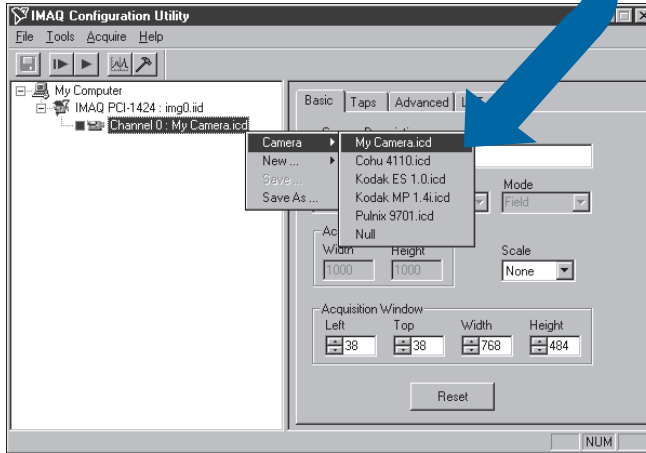 IMAQ Configuration Utility
File Tools Acquire Help
My Computer
IMAQ PCI-1424 : img0.iid
Channel 0 : My Camera.icd
Camera
New ...
Save ...
Save As ...
My Camera.icd
Cohu 4110.icd
Kodak ES 1.0.icd
Kodak MP 1.4i.icd
Pulnix 9701.icd
Null
Basic Taps Advanced
Mode
Field
Width Height
1000 1000
Scale
None
Acquisition Window
Left Top Width Height
38 38 768 484
Reset
NUM